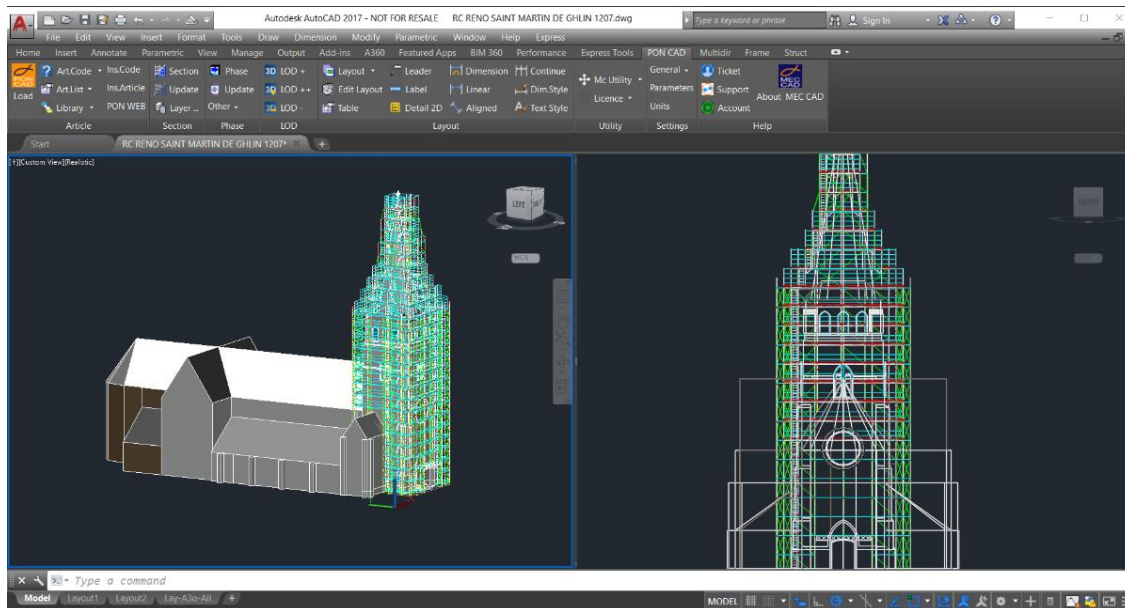 Autodesk AutoCAD 2017 - NOT FOR RESALE RC RENO SAINT MARTIN DE GHLIN 1207.dwg Type a keyword or phrase Sign In
File Edit View Insert Format Tools Draw Dimension Modify Parametric Window Help Express
Home Insert Annotate Parametric View Manage Output Add-ins A360 Featured Apps BIM 360 Performance Express Tools PON CAD Multidir Frame Struct
PON CAD ? Art.Code Ins.Code Section Phase 3D LOD + Layout Leader Dimension Continue Mc Utility General Ticket MEC CAD
Load Art.List Ins.Article Update Update 3D LOD ++ Edit Layout Label Linear Dim.Style Licence Parameters Support About MEC CAD
Library PON WEB Layer ... Other 3D LOD - Table Detail 2D Aligned Text Style Units Account
Article Section Phase LOD Layout Utility Settings Help
Start RC RENO SAINT MARTIN DE GHLIN 1207* +
[+][Custom View][Realistic]
LEFT
FRONT
WCS
Type a command
Model Layout1 Layout2 Lay-A3o-All +
MODEL